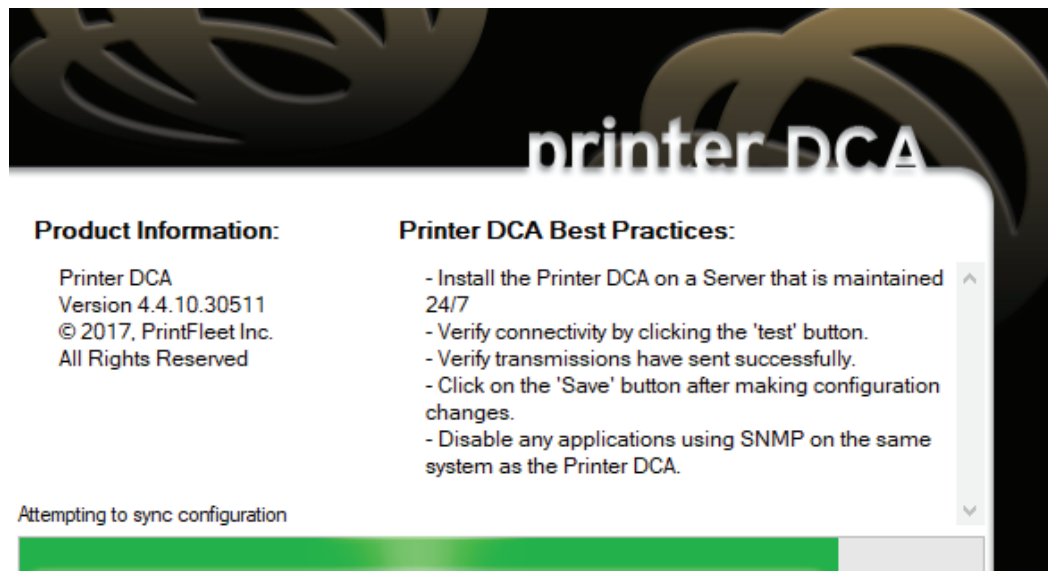 printer DCA
Product Information:
Printer DCA
Version 4.4.10.30511
© 2017, PrintFleet Inc.
All Rights Reserved
Printer DCA Best Practices:
- Install the Printer DCA on a Server that is maintained
24/7
- Verify connectivity by clicking the 'test' button.
- Verify transmissions have sent successfully.
- Click on the 'Save' button after making configuration
changes.
- Disable any applications using SNMP on the same
system as the Printer DCA.
Attempting to sync configuration